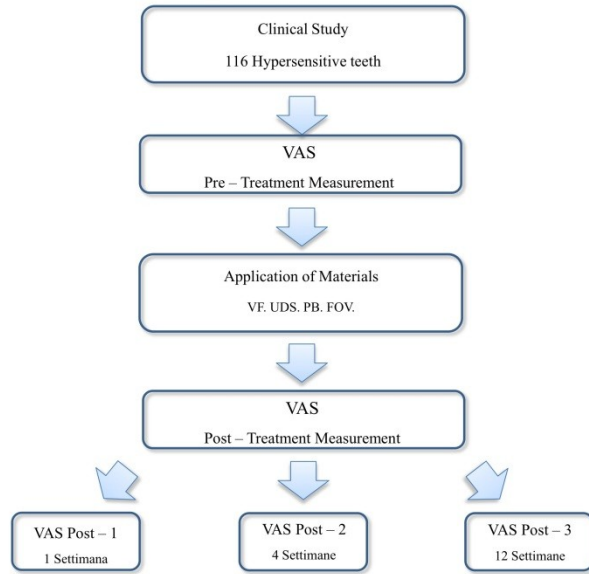 Clinical Study
116 Hypersensitive teeth
VAS
Pre – Treatment Measurement
Application of Materials
VF. UDS. PB. FOV.
VAS
Post – Treatment Measurement
VAS Post – 1
1 Settimana
VAS Post – 2
4 Settimane
VAS Post – 3
12 Settimane